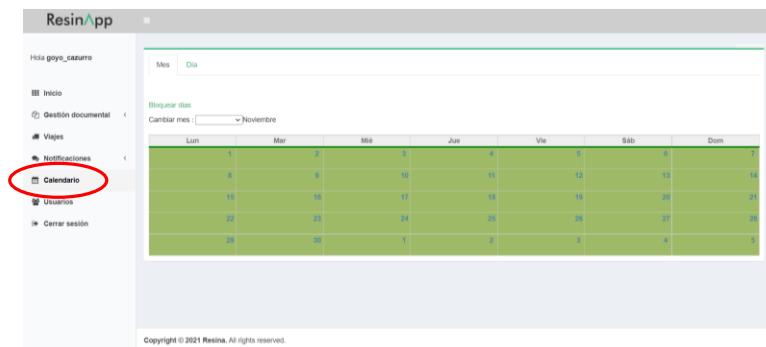 ResinΛpp
Hola goyo_cazurro
Inicio
Gestión documental
Viajes
Notificaciones
Calendario
Usuarios
Cerrar sesión
Mes Dia
Bloquear dias
Cambiar mes : Noviembre
Lun Mar Mié Jue Vie Sáb Dom
1 2 3 4 5 6 7
8 9 10 11 12 13 14
15 16 17 18 19 20 21
22 23 24 25 26 27 28
29 30 1 2 3 4 5
Copyright © 2021 Resina. All rights reserved.